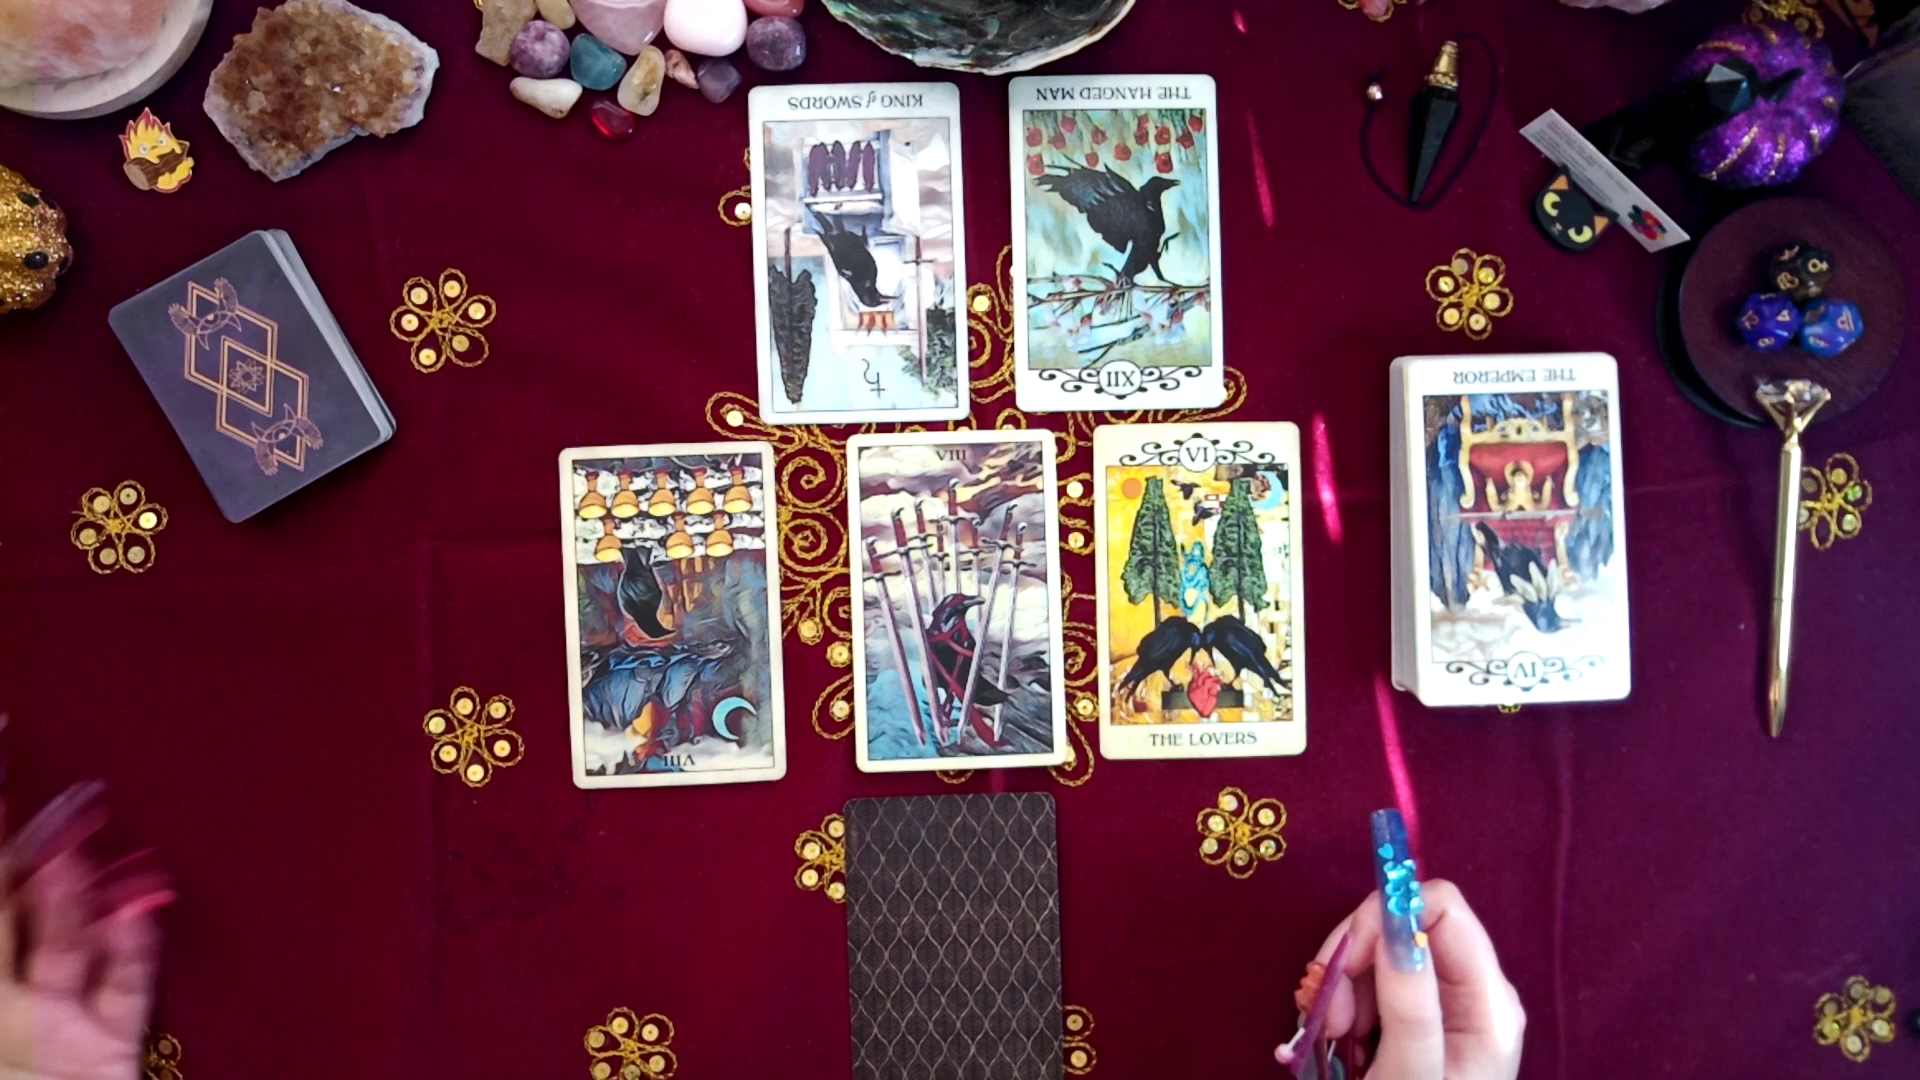 KING of SWORDS
THE HANGED MAN
XII
THE EMPEROR
IV
VIII
VIII
VI
THE LOVERS